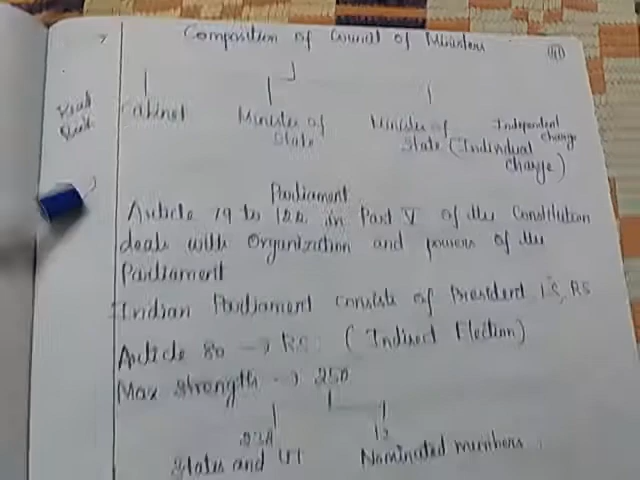 Composition of Council of Ministers
Cabinet
Minister of State
Minister of State (Individual Charge)
Independent Charge
Parliament
Article 79 to 122 in Part V of the Constitution
deals with Organization and powers of the
Parliament
Indian Parliament consists of President LS, RS
Article 80 → RS (Indirect Election)
Max strength → 250
238
12
States and UT
Nominated members